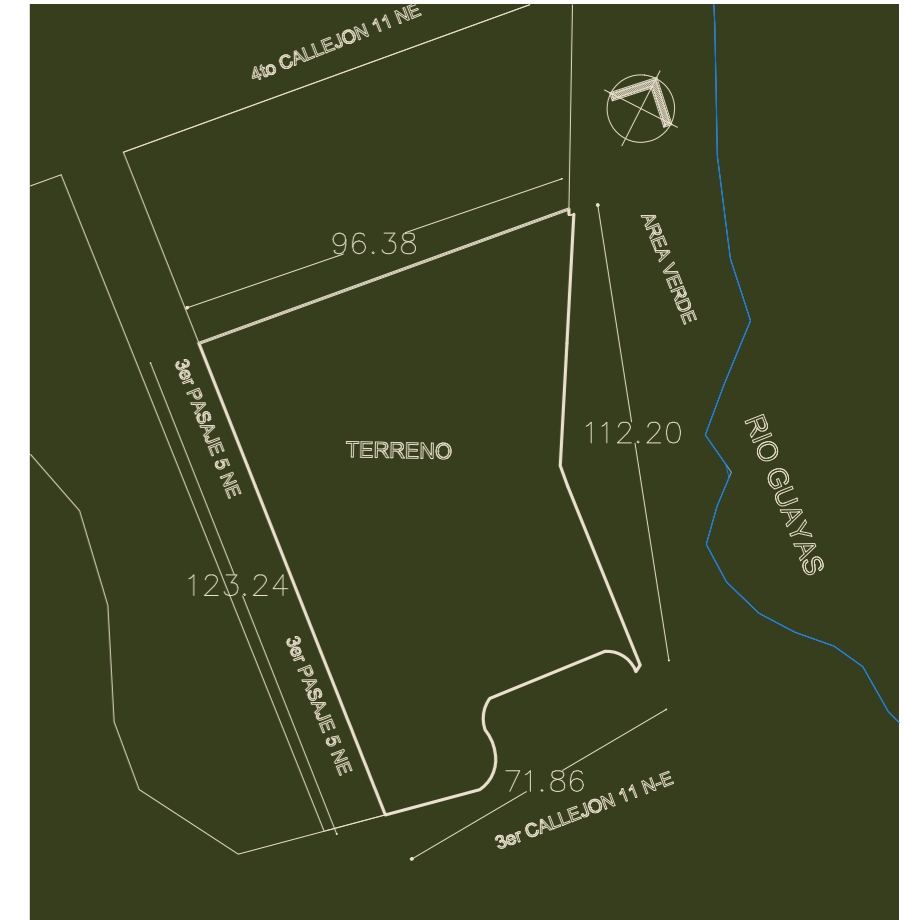 4to CALLEJON 11 NE
96.38
AREA VERDE
3er PASAJE 5 NE
TERRENO
112.20
RIO GUAYAS
123.24
3er PASAJE 5 NE
71.86
3er CALLEJON 11 N-E